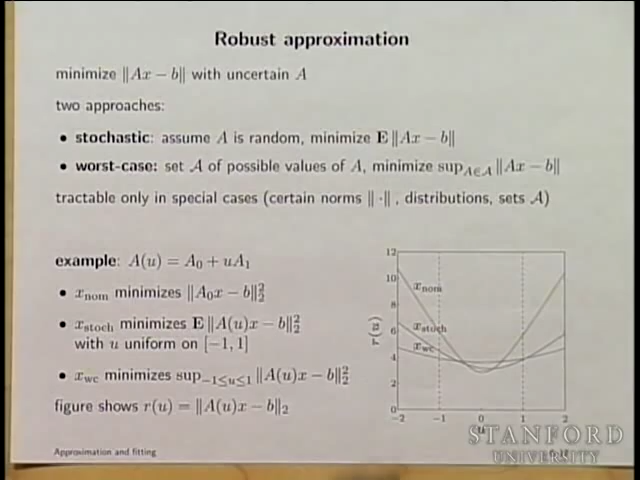 Robust approximation
minimize ‖Ax − b‖ with uncertain A
two approaches:
• stochastic: assume A is random, minimize E ‖Ax − b‖
• worst-case: set 𝒜 of possible values of A, minimize sup_{A∈𝒜} ‖Ax − b‖
tractable only in special cases (certain norms ‖ · ‖, distributions, sets 𝒜)
example: A(u) = A₀ + uA₁
• x_nom minimizes ‖A₀x − b‖₂²
• x_stoch minimizes E ‖A(u)x − b‖₂²
with u uniform on [−1, 1]
• x_wc minimizes sup_{−1≤u≤1} ‖A(u)x − b‖₂²
figure shows r(u) = ‖A(u)x − b‖₂
12
10
8
6
4
2
0
r(u)
x_nom
x_stoch
x_wc
−2 −1 0 1 2
u
Approximation and fitting
STANFORD
UNIVERSITY